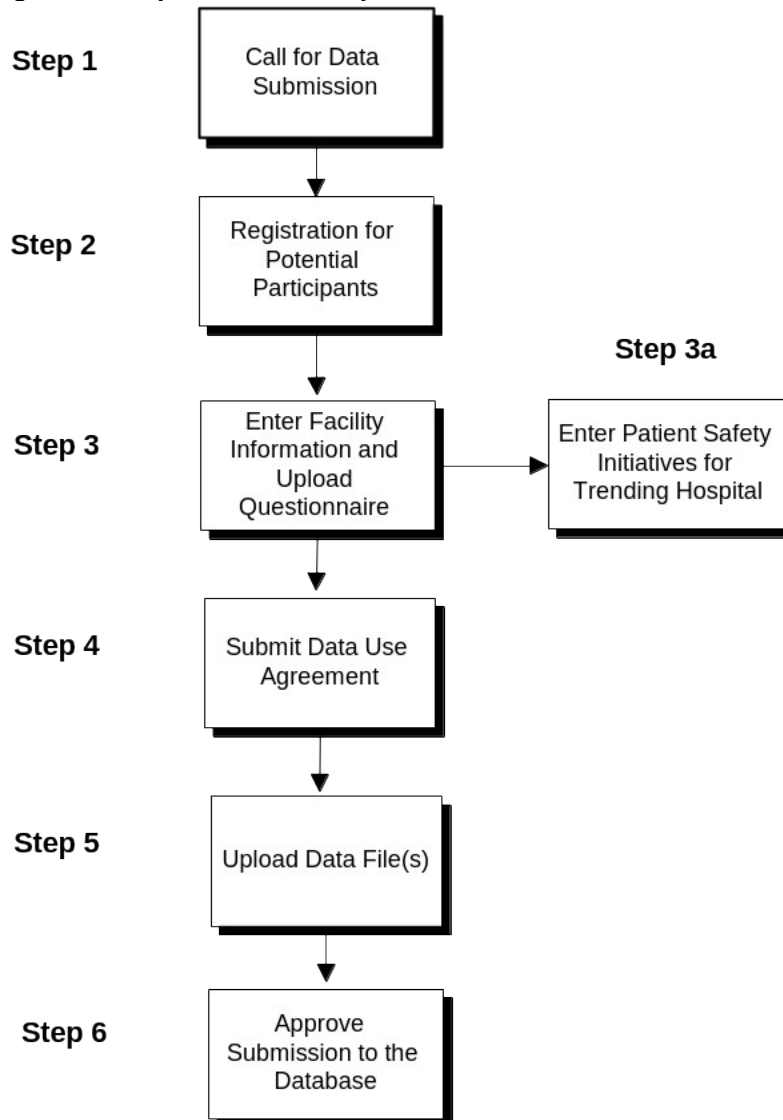 Step 1
Call for Data
Submission
Step 2
Registration for
Potential
Participants
Step 3a
Step 3
Enter Facility
Information and
Upload
Questionnaire
Enter Patient Safety
Initiatives for
Trending Hospital
Step 4
Submit Data Use
Agreement
Step 5
Upload Data File(s)
Step 6
Approve
Submission to the
Database